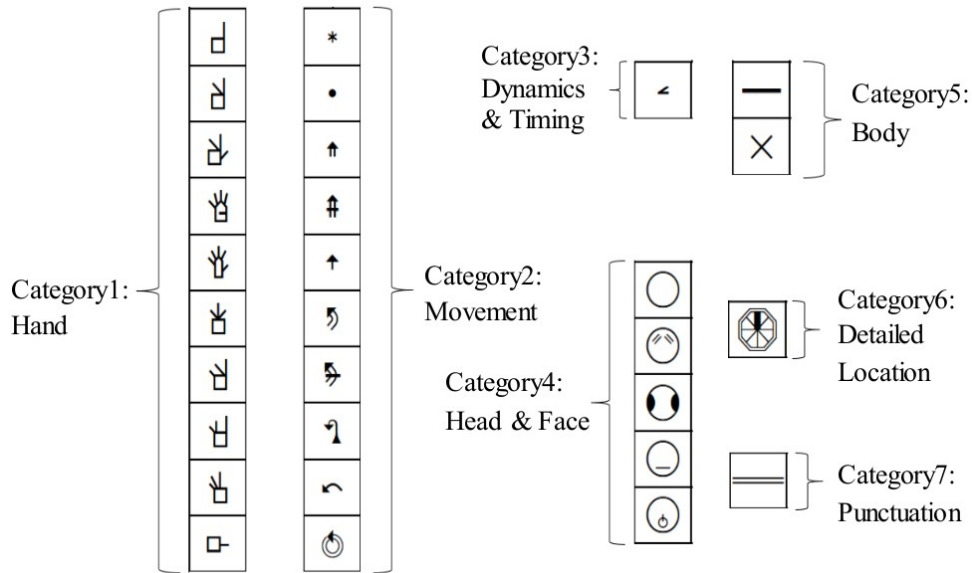 Category1:
Hand
Category2:
Movement
Category3:
Dynamics
& Timing
Category4:
Head & Face
Category5:
Body
Category6:
Detailed
Location
Category7:
Punctuation